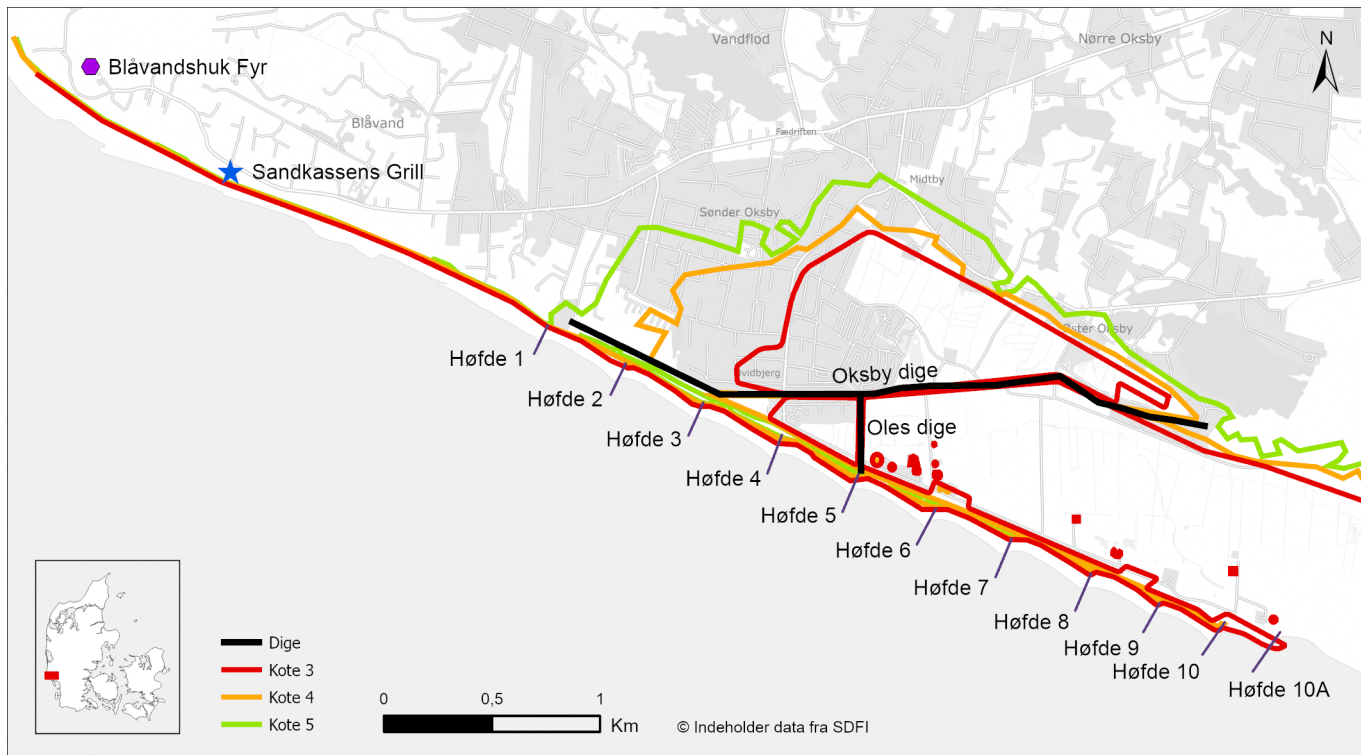 Vandflod
Nørre Oksby
N
Blåvandshuk Fyr
Blåvand
Fædriften
Sandkassens Grill
Midtby
Sønder Oksby
Øster Oksby
Høfde 1
Hvidbjerg
Oksby dige
Høfde 2
Høfde 3
Oles dige
Høfde 4
Høfde 5
Høfde 6
Høfde 7
Høfde 8
Høfde 9
Høfde 10
Høfde 10A
Dige
Kote 3
Kote 4
Kote 5
0 0,5 1
Km
© Indeholder data fra SDFI